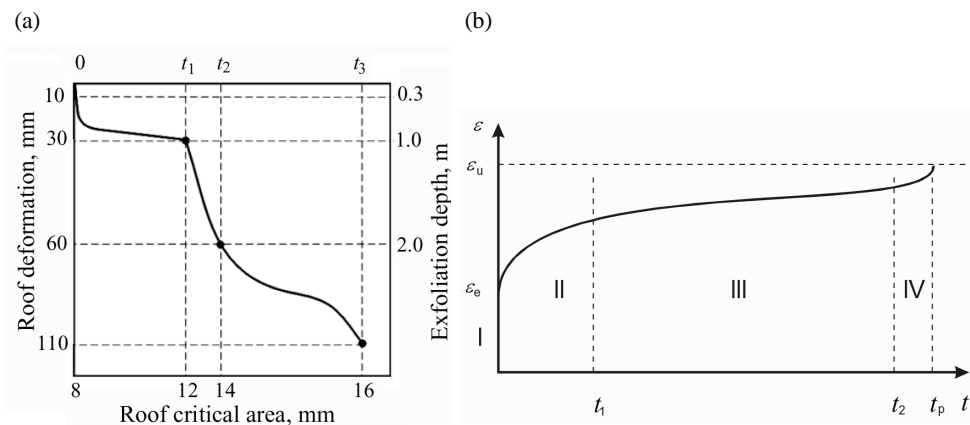 (a)
(b)
0 t₁ t₂ t₃
10 0.3
30 1.0
60 2.0
110
Roof deformation, mm
Exfoliation depth, m
8 12 14 16
Roof critical area, mm
ε
εᵤ
εₑ
I II III IV
t₁ t₂ tₚ t